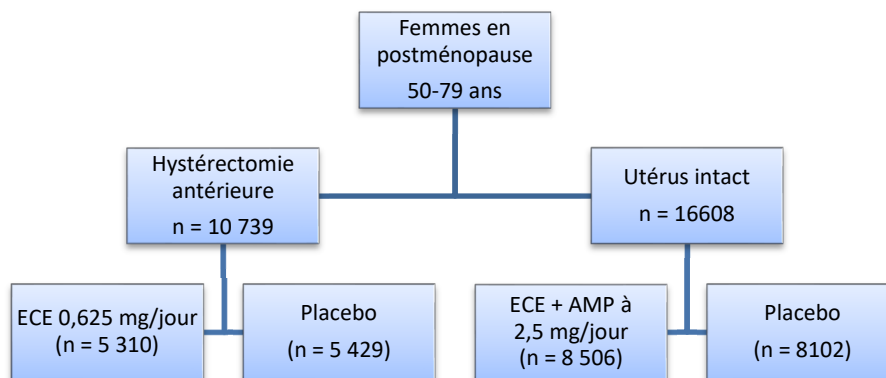 Femmes en
postménopause
50-79 ans
Hystérectomie
antérieure
n = 10 739
Utérus intact
n = 16608
ECE 0,625 mg/jour
(n = 5 310)
Placebo
(n = 5 429)
ECE + AMP à
2,5 mg/jour
(n = 8 506)
Placebo
(n = 8102)